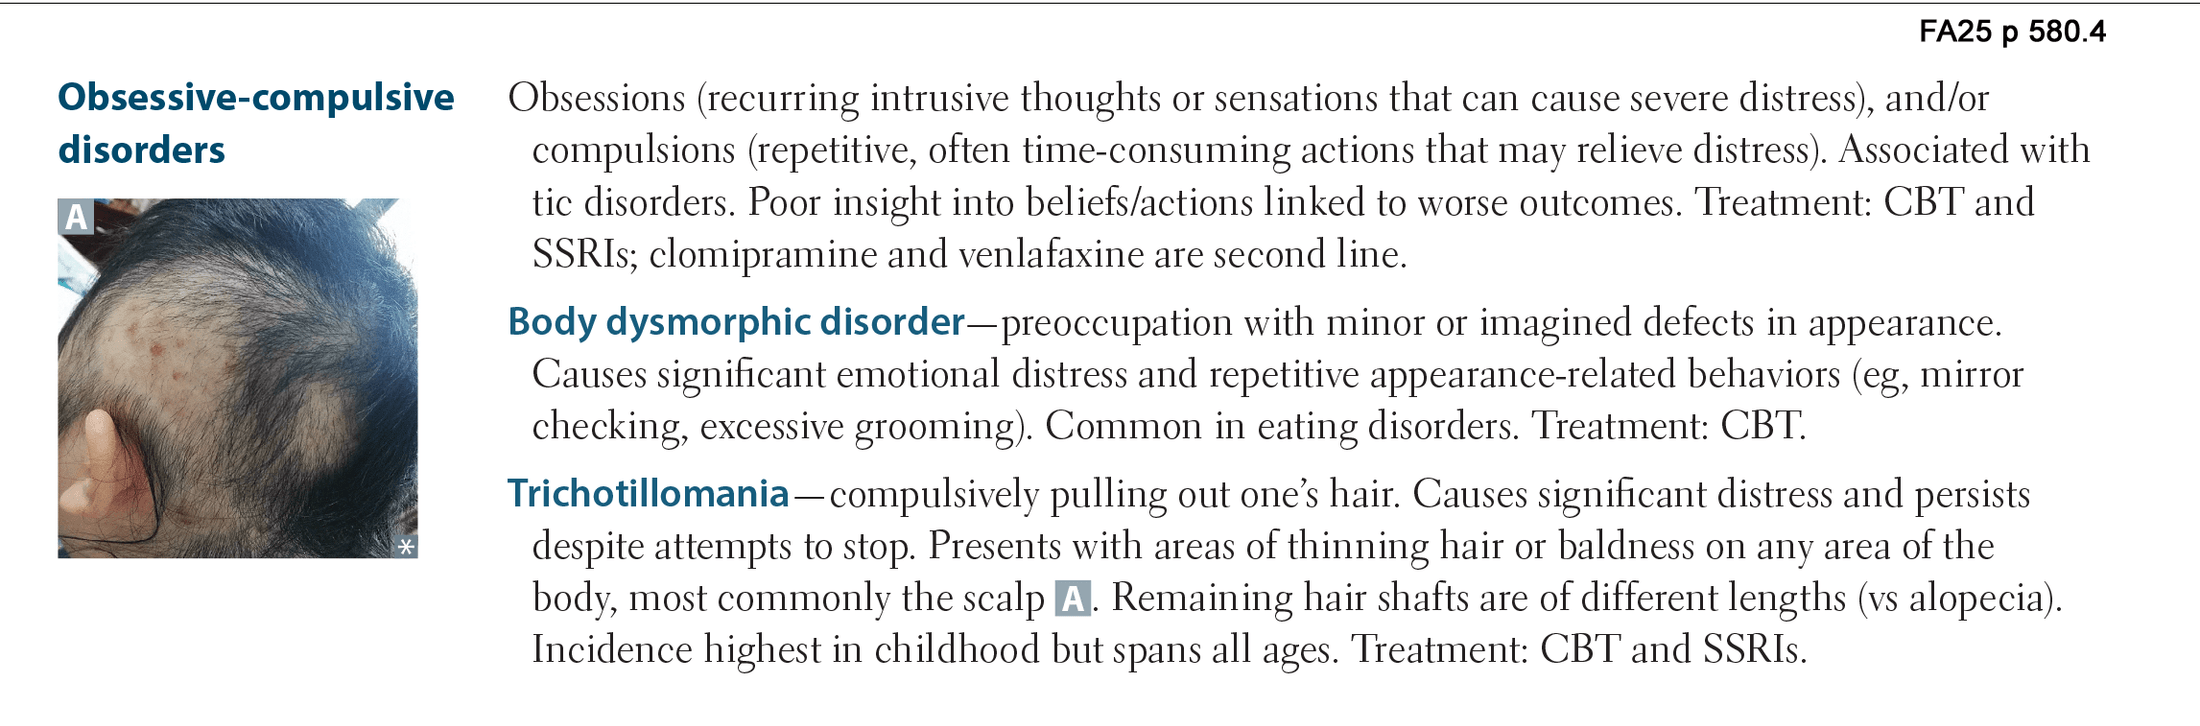 FA25 p 580.4
Obsessive-compulsive
disorders
A
*
Obsessions (recurring intrusive thoughts or sensations that can cause severe distress), and/or
compulsions (repetitive, often time-consuming actions that may relieve distress). Associated with
tic disorders. Poor insight into beliefs/actions linked to worse outcomes. Treatment: CBT and
SSRIs; clomipramine and venlafaxine are second line.
Body dysmorphic disorder—preoccupation with minor or imagined defects in appearance.
Causes significant emotional distress and repetitive appearance-related behaviors (eg, mirror
checking, excessive grooming). Common in eating disorders. Treatment: CBT.
Trichotillomania—compulsively pulling out one’s hair. Causes significant distress and persists
despite attempts to stop. Presents with areas of thinning hair or baldness on any area of the
body, most commonly the scalp A. Remaining hair shafts are of different lengths (vs alopecia).
Incidence highest in childhood but spans all ages. Treatment: CBT and SSRIs.